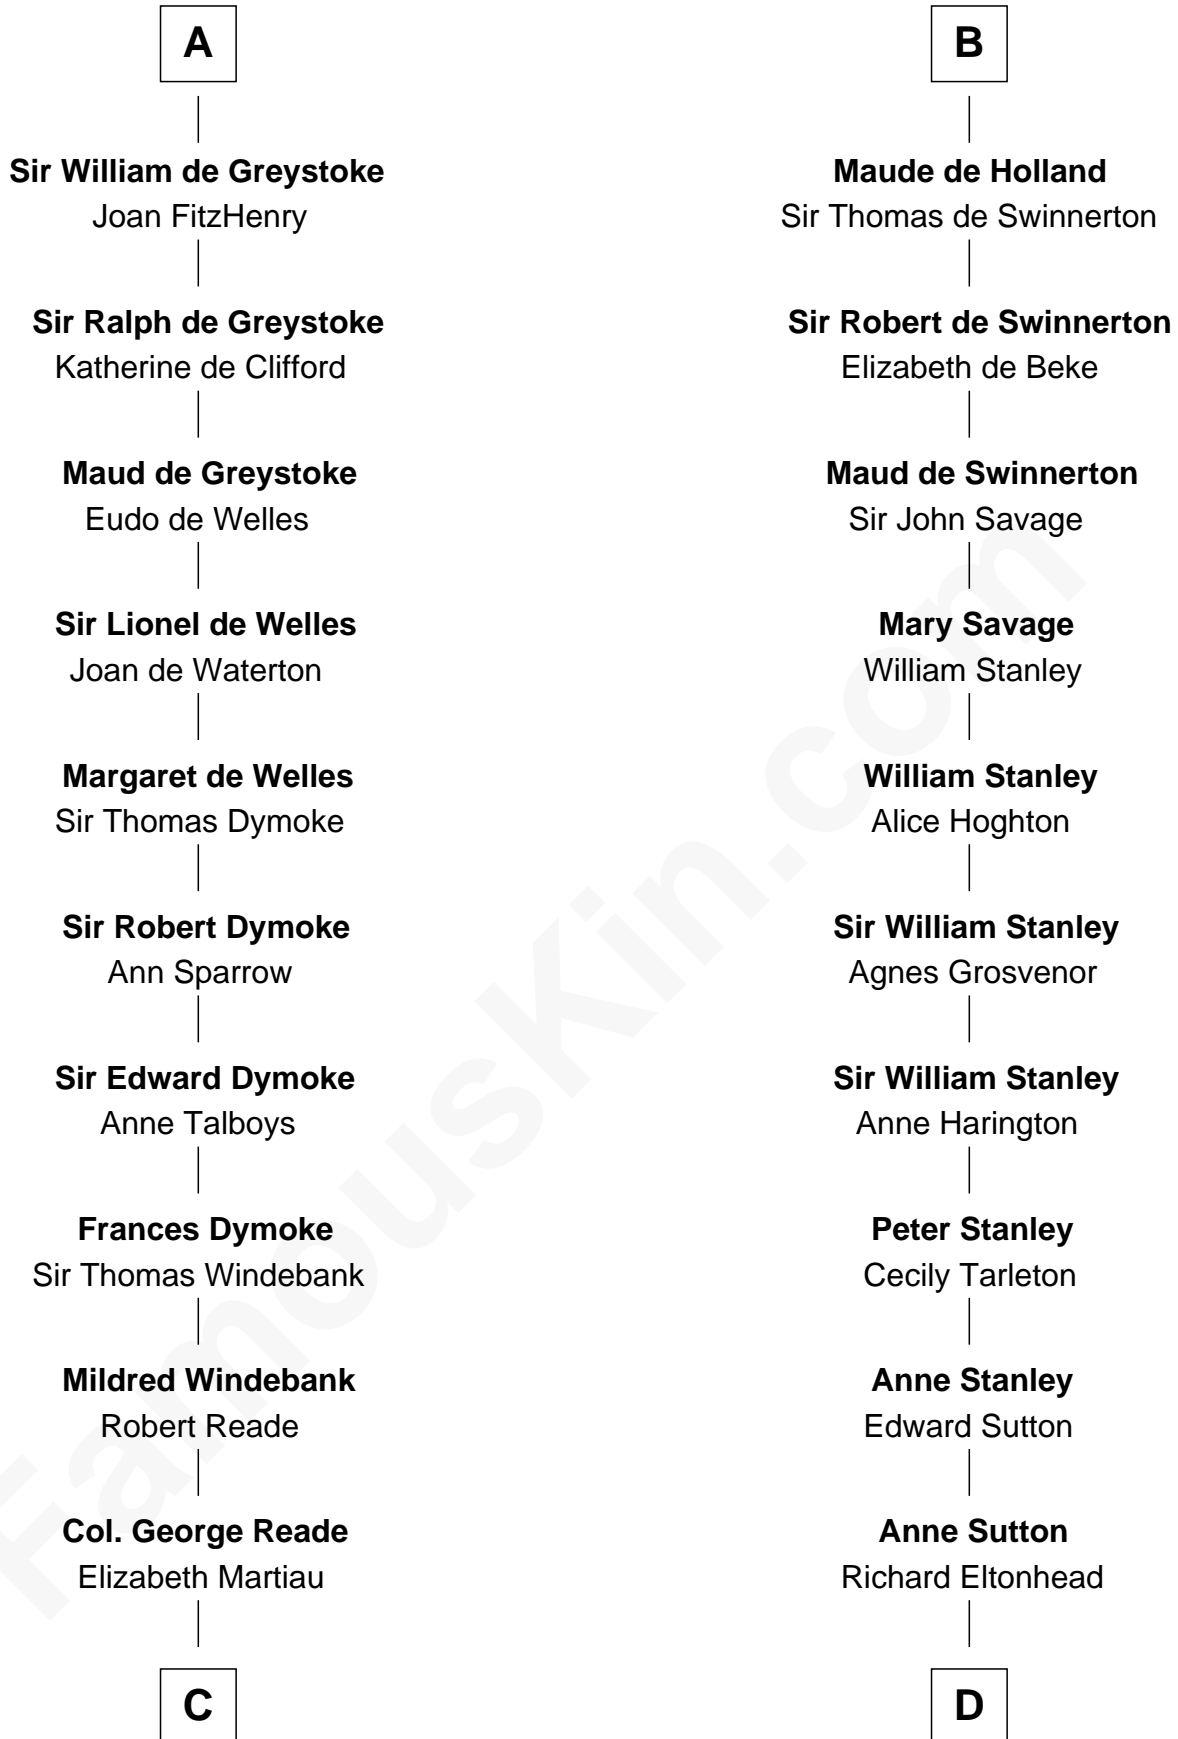 A
Sir William de Greystoke
Joan FitzHenry
Sir Ralph de Greystoke
Katherine de Clifford
Maud de Greystoke
Eudo de Welles
Sir Lionel de Welles
Joan de Waterton
Margaret de Welles
Sir Thomas Dymoke
Sir Robert Dymoke
Ann Sparrow
Sir Edward Dymoke
Anne Talboys
Frances Dymoke
Sir Thomas Windebank
Mildred Windebank
Robert Reade
Col. George Reade
Elizabeth Martiau
C
B
Maude de Holland
Sir Thomas de Swinnerton
Sir Robert de Swinnerton
Elizabeth de Beke
Maud de Swinnerton
Sir John Savage
Mary Savage
William Stanley
William Stanley
Alice Hoghton
Sir William Stanley
Agnes Grosvenor
Sir William Stanley
Anne Harington
Peter Stanley
Cecily Tarleton
Anne Stanley
Edward Sutton
Anne Sutton
Richard Eltonhead
D
FamousKin.com